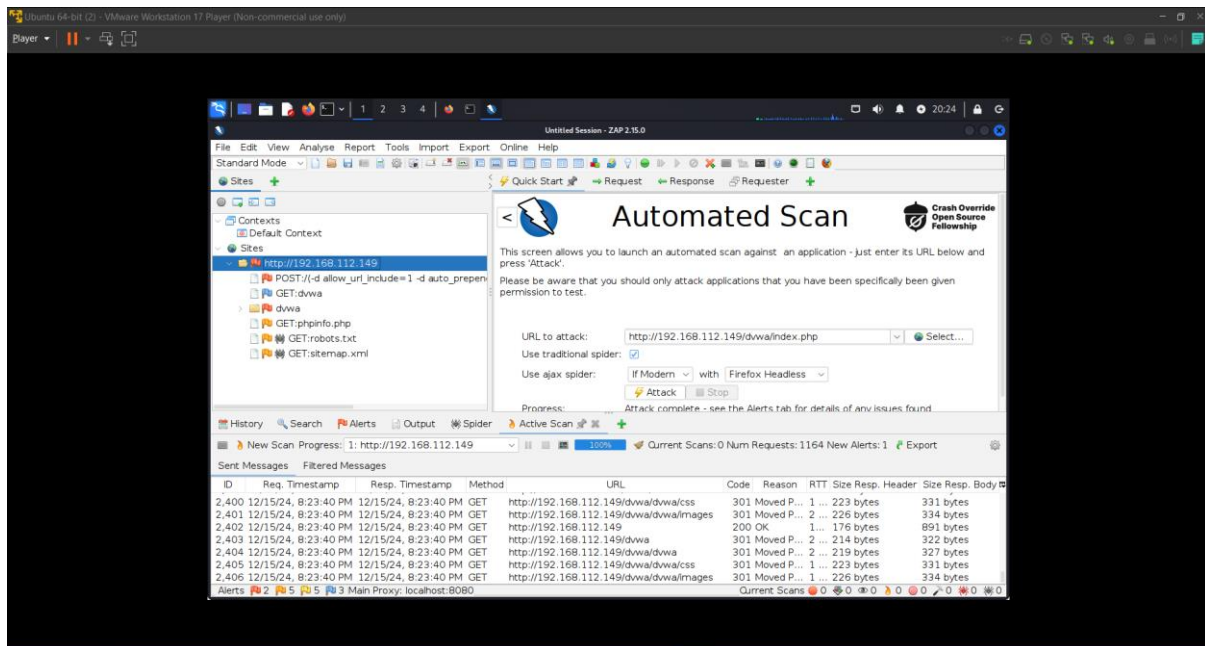 Ubuntu 64-bit (2) - VMware Workstation 17 Player (Non-commercial use only)
Player
1 2 3 4
20:24
Untitled Session - ZAP 2.15.0
File Edit View Analyse Report Tools Import Export Online Help
Standard Mode
Sites
Quick Start Request Response Requester
Contexts
Default Context
Sites
http://192.168.112.149
POST:/(-d allow_url_include=1 -d auto_prepen
GET:dvwa
dvwa
GET:phpinfo.php
GET:robots.txt
GET:sitemap.xml
<
Automated Scan
Crash Override
Open Source
Fellowship
This screen allows you to launch an automated scan against an application - just enter its URL below and
press 'Attack'.
Please be aware that you should only attack applications that you have been specifically been given
permission to test.
URL to attack: http://192.168.112.149/dvwa/index.php Select...
Use traditional spider:
Use ajax spider: If Modern with Firefox Headless
Attack Stop
Progress: Attack complete - see the Alerts tab for details of any issues found
History Search Alerts Output Spider Active Scan
New Scan Progress: 1: http://192.168.112.149 100% Current Scans: 0 Num Requests: 1164 New Alerts: 1 Export
Sent Messages Filtered Messages
ID Req. Timestamp Resp. Timestamp Method URL Code Reason RTT Size Resp. Header Size Resp. Body
2,400 12/15/24, 8:23:40 PM 12/15/24, 8:23:40 PM GET http://192.168.112.149/dvwa/dvwa/css 301 Moved P... 1 ... 223 bytes 331 bytes
2,401 12/15/24, 8:23:40 PM 12/15/24, 8:23:40 PM GET http://192.168.112.149/dvwa/dvwa/images 301 Moved P... 2 ... 226 bytes 334 bytes
2,402 12/15/24, 8:23:40 PM 12/15/24, 8:23:40 PM GET http://192.168.112.149 200 OK 1... 176 bytes 891 bytes
2,403 12/15/24, 8:23:40 PM 12/15/24, 8:23:40 PM GET http://192.168.112.149/dvwa 301 Moved P... 2 ... 214 bytes 322 bytes
2,404 12/15/24, 8:23:40 PM 12/15/24, 8:23:40 PM GET http://192.168.112.149/dvwa/dvwa 301 Moved P... 2 ... 219 bytes 327 bytes
2,405 12/15/24, 8:23:40 PM 12/15/24, 8:23:40 PM GET http://192.168.112.149/dvwa/dvwa/css 301 Moved P... 1 ... 223 bytes 331 bytes
2,406 12/15/24, 8:23:40 PM 12/15/24, 8:23:40 PM GET http://192.168.112.149/dvwa/dvwa/images 301 Moved P... 1 ... 226 bytes 334 bytes
Alerts 2 5 5 3 Main Proxy: localhost:8080 Current Scans 0 0 0 0 0 0 0 0